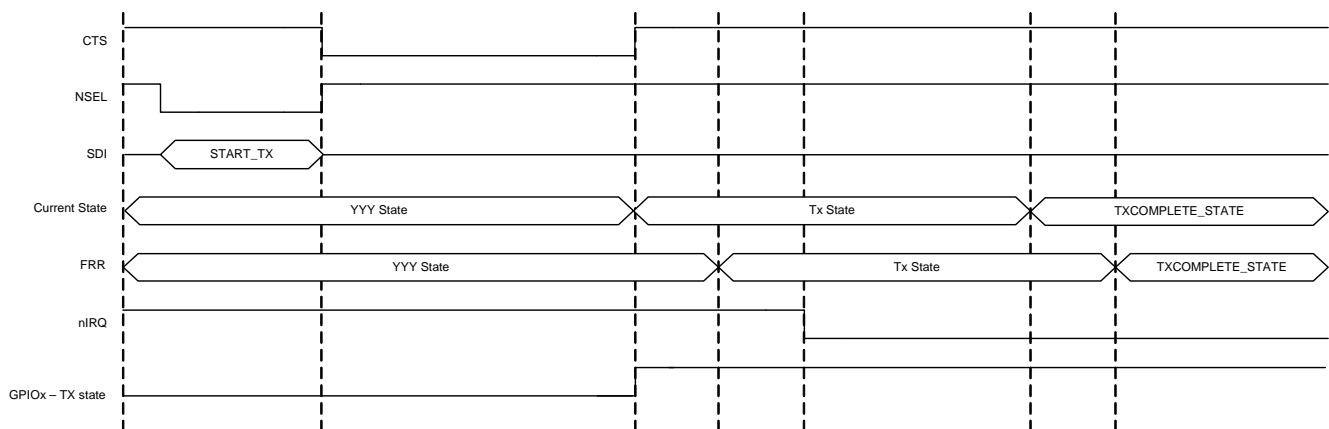 CTS
NSEL
SDI
START_TX
Current State
YYY State
Tx State
TXCOMPLETE_STATE
FRR
YYY State
Tx State
TXCOMPLETE_STATE
nIRQ
GPIOx – TX state